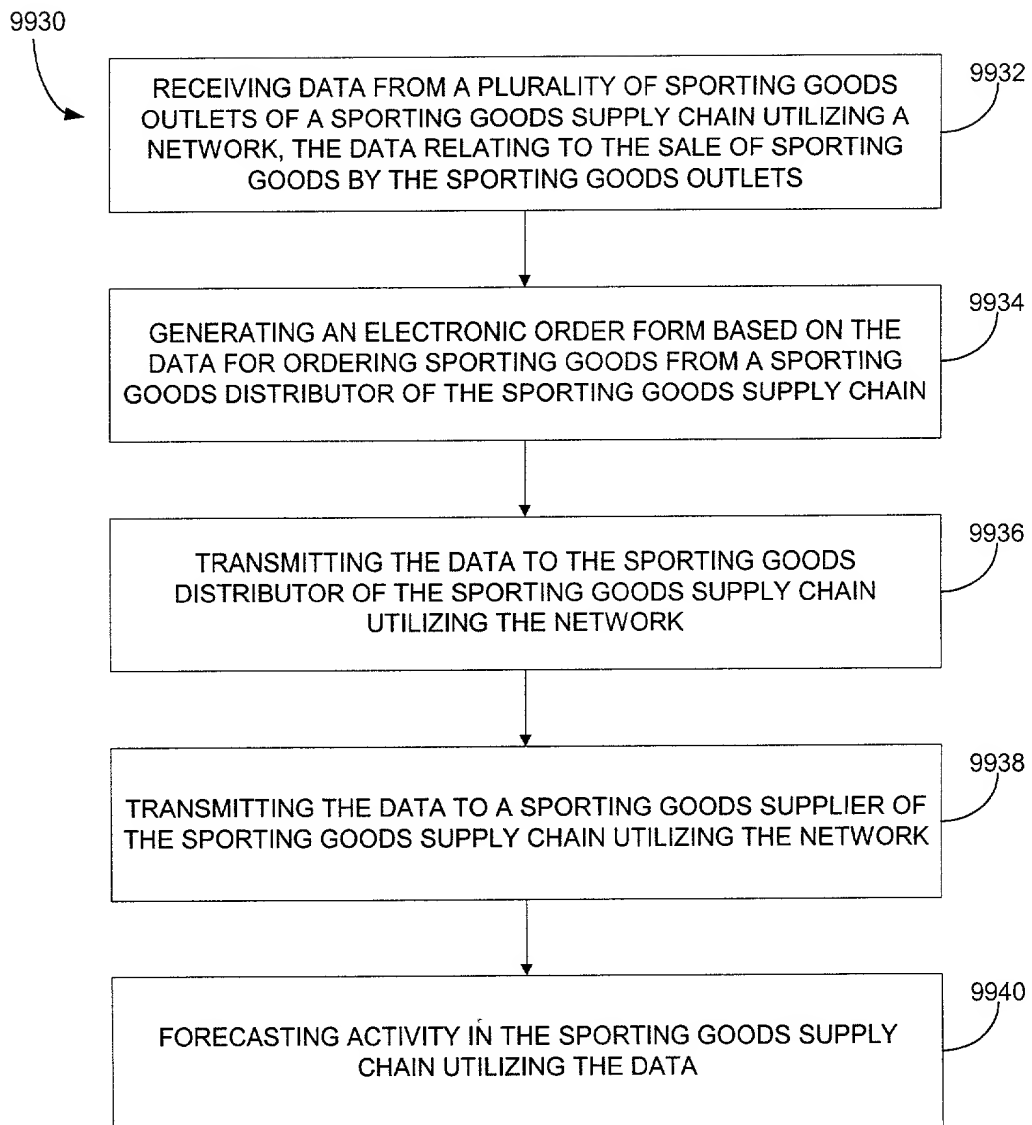 9930
RECEIVING DATA FROM A PLURALITY OF SPORTING GOODS
OUTLETS OF A SPORTING GOODS SUPPLY CHAIN UTILIZING A
NETWORK, THE DATA RELATING TO THE SALE OF SPORTING
GOODS BY THE SPORTING GOODS OUTLETS
9932
GENERATING AN ELECTRONIC ORDER FORM BASED ON THE
DATA FOR ORDERING SPORTING GOODS FROM A SPORTING
GOODS DISTRIBUTOR OF THE SPORTING GOODS SUPPLY CHAIN
9934
TRANSMITTING THE DATA TO THE SPORTING GOODS
DISTRIBUTOR OF THE SPORTING GOODS SUPPLY CHAIN
UTILIZING THE NETWORK
9936
TRANSMITTING THE DATA TO A SPORTING GOODS SUPPLIER OF
THE SPORTING GOODS SUPPLY CHAIN UTILIZING THE NETWORK
9938
FORECASTING ACTIVITY IN THE SPORTING GOODS SUPPLY
CHAIN UTILIZING THE DATA
9940